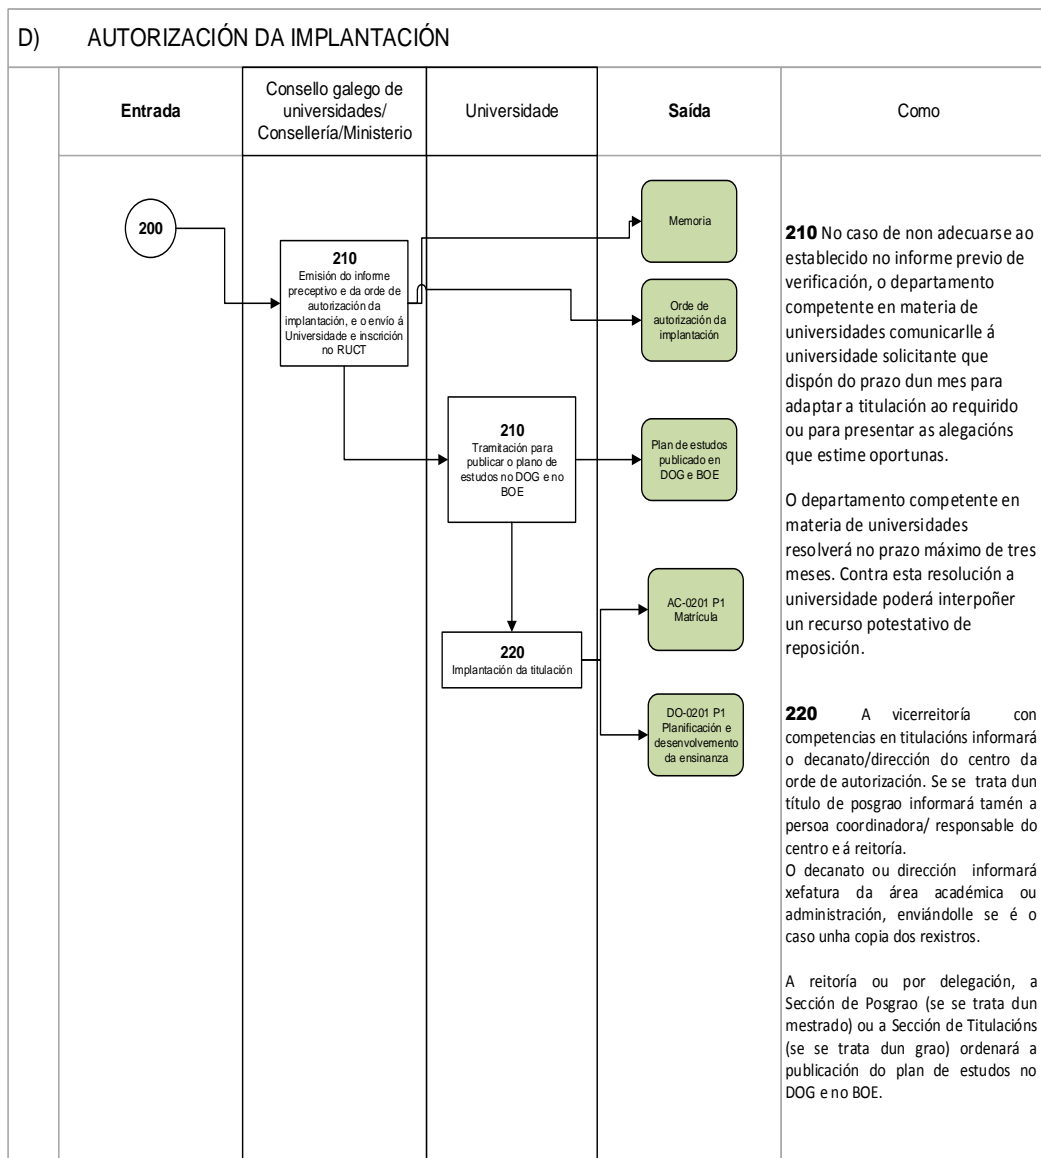 D) AUTORIZACIÓN DA IMPLANTACIÓN
Entrada
Consello galego de
universidades/
Consellería/Ministerio
Universidade
Saída
Como
200
210
Emisión do informe
preceptivo e da orde de
autorización da
implantación, e o envío á
Universidade e inscrición
no RUCT
Memoria
Orde de
autorización da
implantación
210
Tramitación para
publicar o plano de
estudos no DOG e no
BOE
Plan de estudos
publicado en
DOG e BOE
220
Implantación da titulación
AC-0201 P1
Matrícula
DO-0201 P1
Planificación e
desenvolvemento
da ensinanza
210 No caso de non adecuarse ao
establecido no informe previo de
verificación, o departamento
competente en materia de
universidades comunicarlle á
universidade solicitante que
dispón do prazo dun mes para
adaptar a titulación ao requirido
ou para presentar as alegacións
que estime oportunas.
O departamento competente en
materia de universidades
resolverá no prazo máximo de tres
meses. Contra esta resolución a
universidade poderá interpoñer
un recurso potestativo de
reposición.
220 A vicerreitoría con
competencias en titulacións informará
o decanato/dirección do centro da
orde de autorización. Se se trata dun
título de posgrao informará tamén a
persoa coordinadora/ responsable do
centro e á reitoría.
O decanato ou dirección informará
xefatura da área académica ou
administración, enviándolle se é o
caso unha copia dos rexistros.
A reitoría ou por delegación, a
Sección de Posgrao (se se trata dun
mestrado) ou a Sección de Titulacións
(se se trata dun grao) ordenará a
publicación do plan de estudos no
DOG e no BOE.